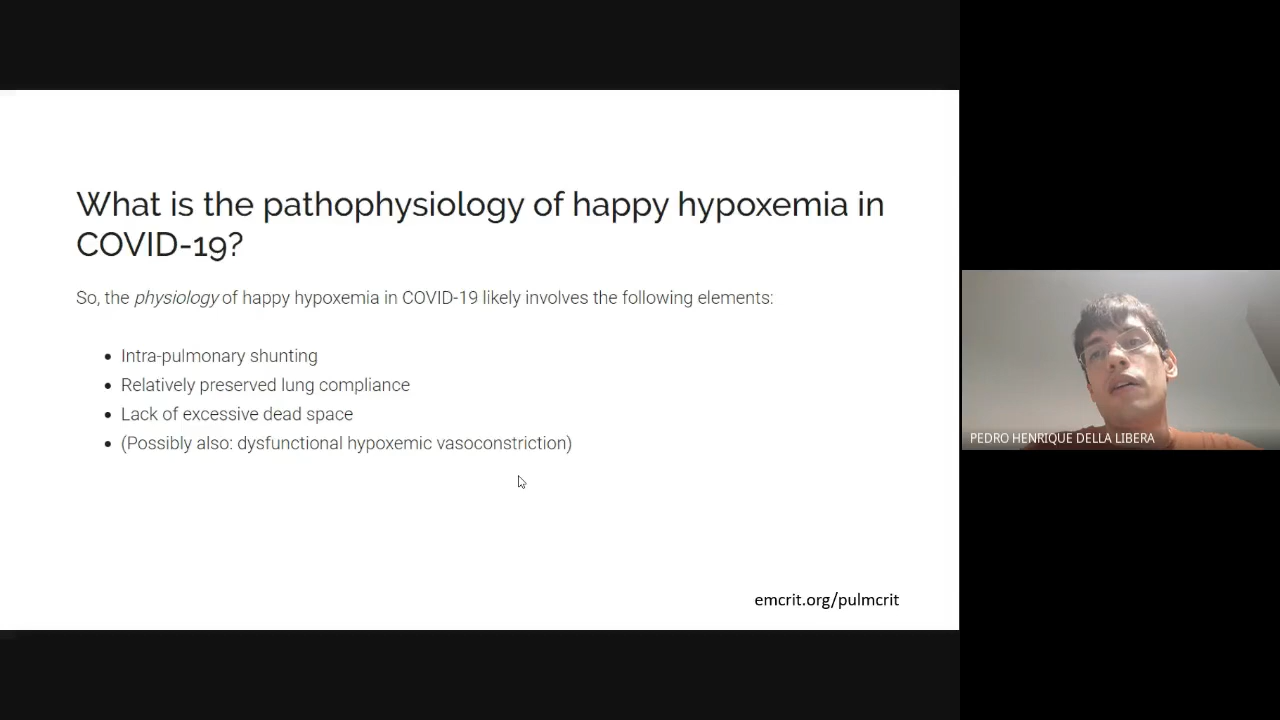 What is the pathophysiology of happy hypoxemia in
COVID-19?
So, the physiology of happy hypoxemia in COVID-19 likely involves the following elements:
• Intra-pulmonary shunting
• Relatively preserved lung compliance
• Lack of excessive dead space
• (Possibly also: dysfunctional hypoxemic vasoconstriction)
emcrit.org/pulmcrit
PEDRO HENRIQUE DELLA LIBERA